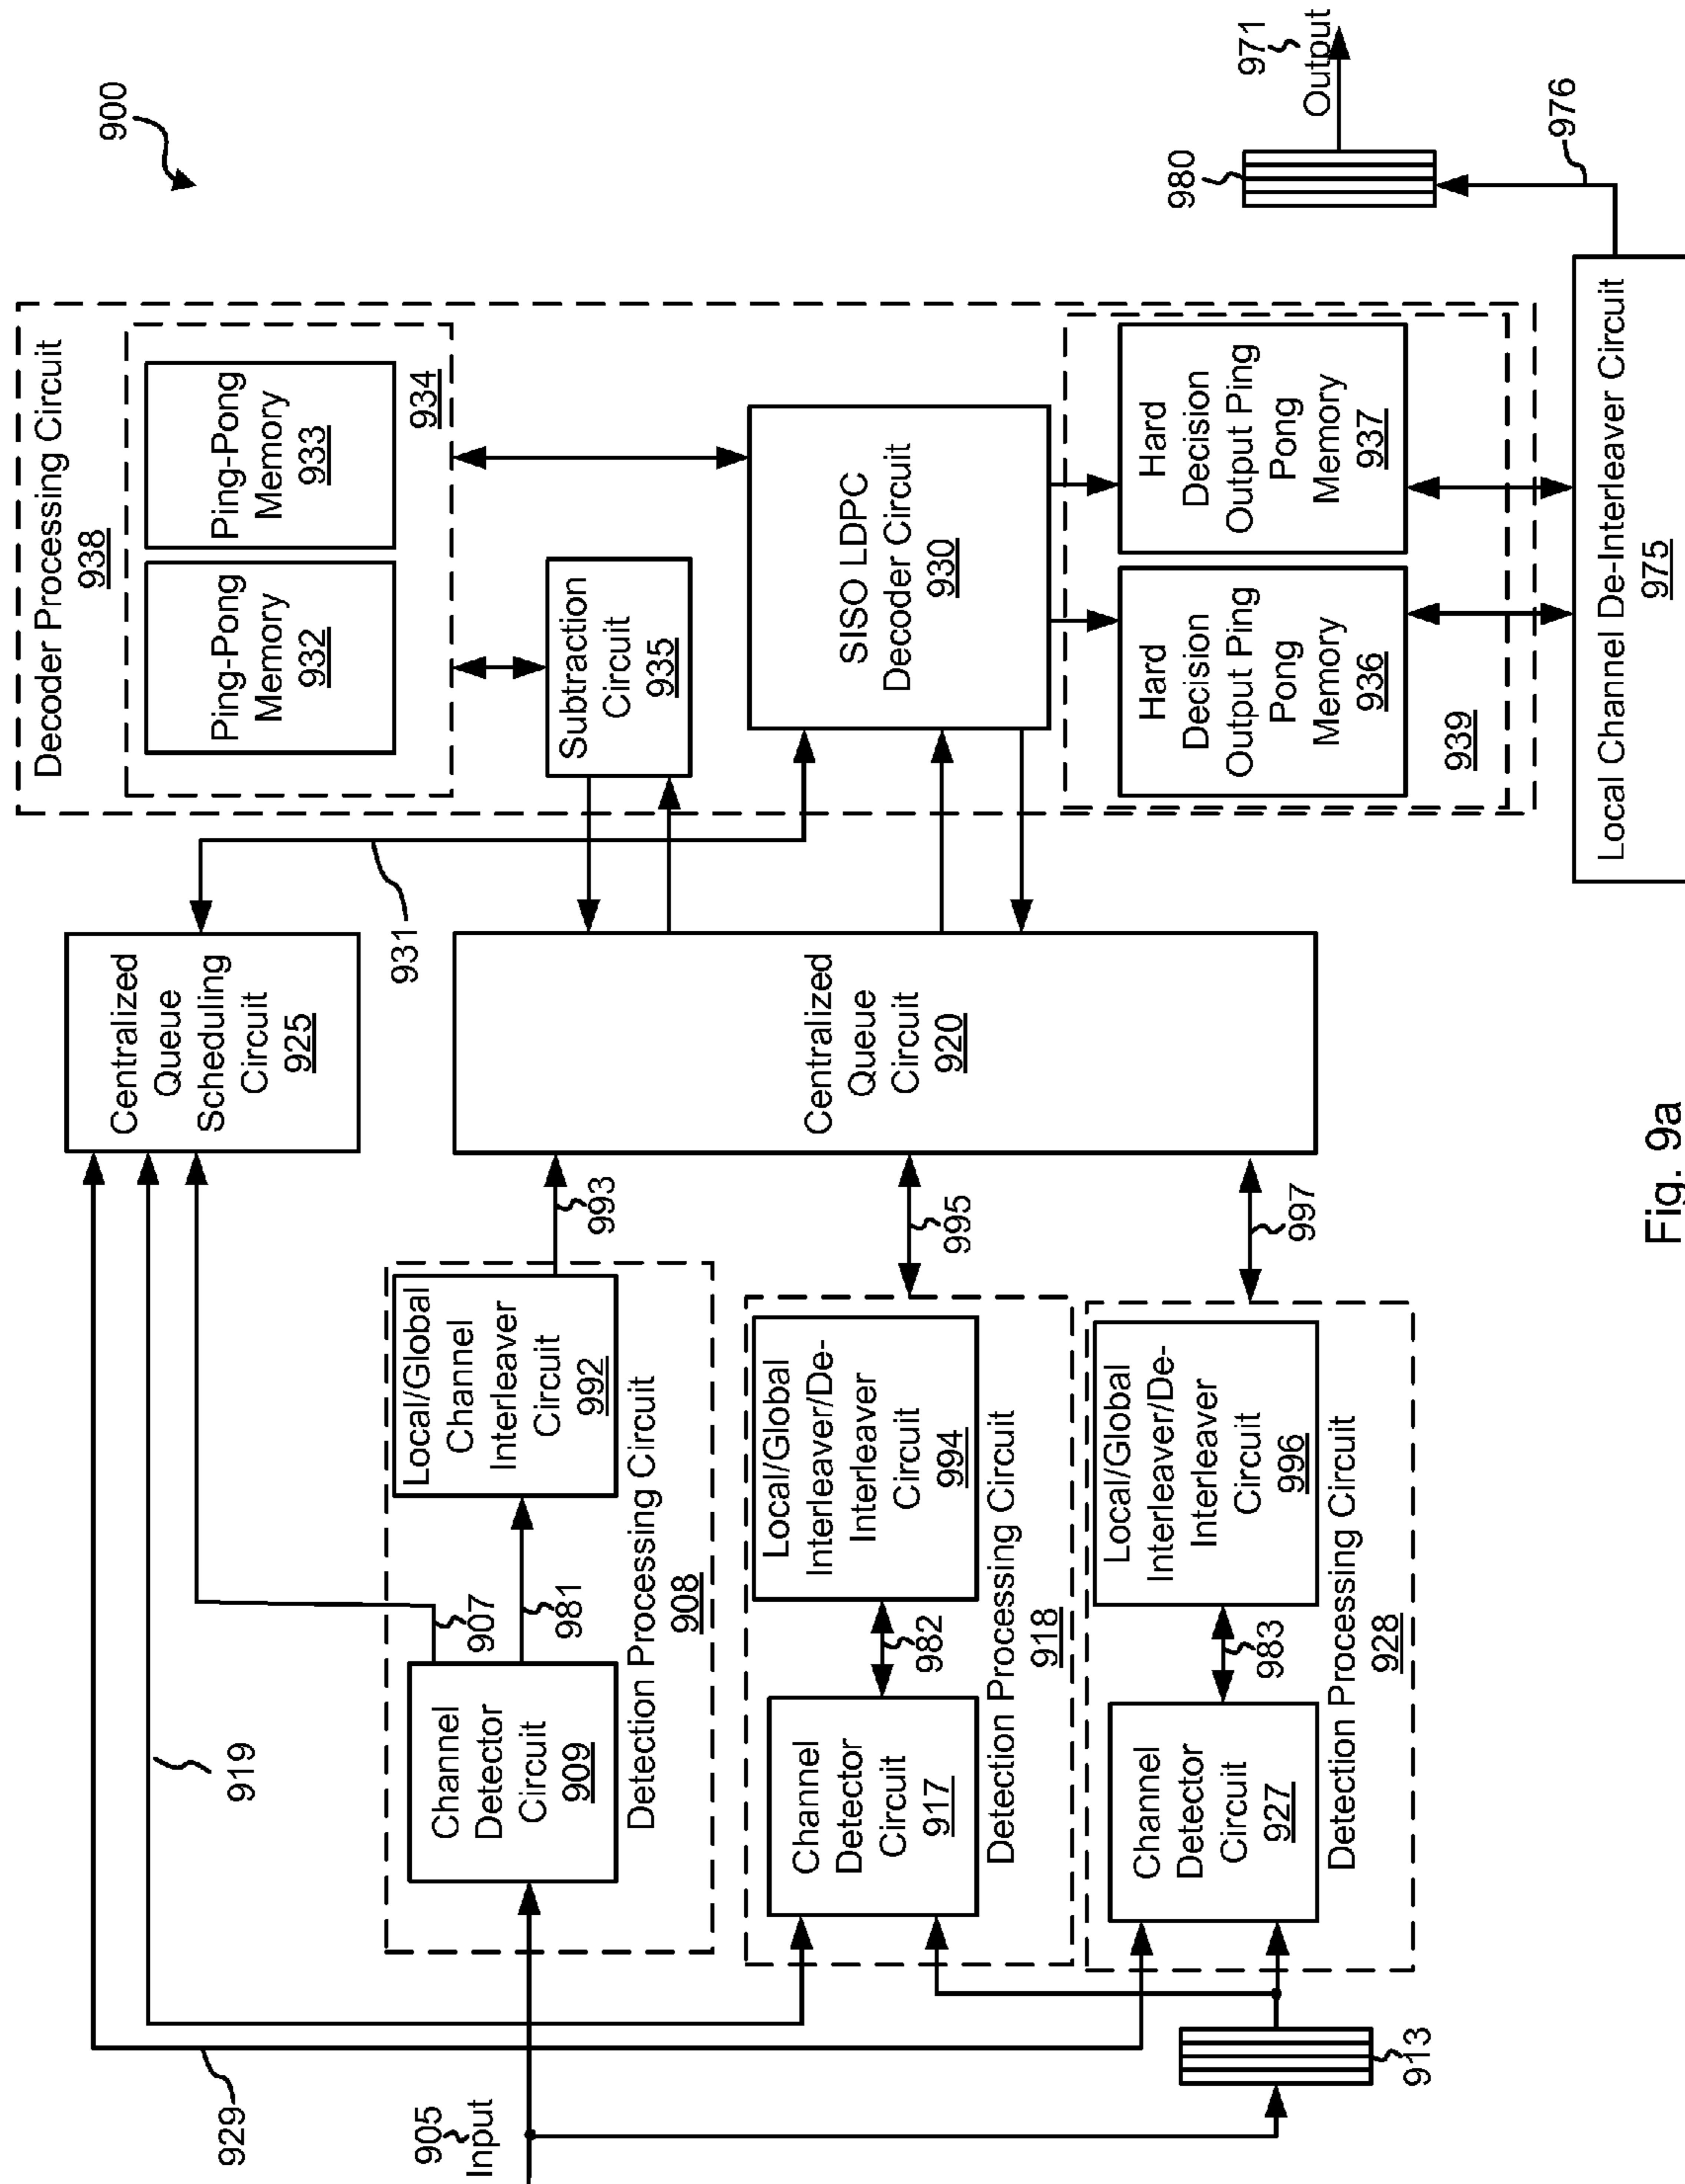 900
Decoder Processing Circuit
938
Ping-Pong
Memory
932
Ping-Pong
Memory
933
934
Subtraction
Circuit
935
SISO LDPC
Decoder Circuit
930
Hard
Decision
Output Ping
Pong
Memory
936
Hard
Decision
Output Ping
Pong
Memory
937
939
971
Output
980
976
Local Channel De-Interleaver Circuit
975
931
Centralized
Queue
Scheduling
Circuit
925
Centralized
Queue
Circuit
920
993
995
997
919
929
907
981
Channel
Detector
Circuit
909
Local/Global
Channel
Interleaver
Circuit
992
Detection Processing Circuit
908
Channel
Detector
Circuit
917
982
Local/Global
Interleaver/De-
Interleaver
Circuit
994
Detection Processing Circuit
918
Channel
Detector
Circuit
927
983
Local/Global
Interleaver/De-
Interleaver
Circuit
996
Detection Processing Circuit
928
905
Input
913
Fig. 9a